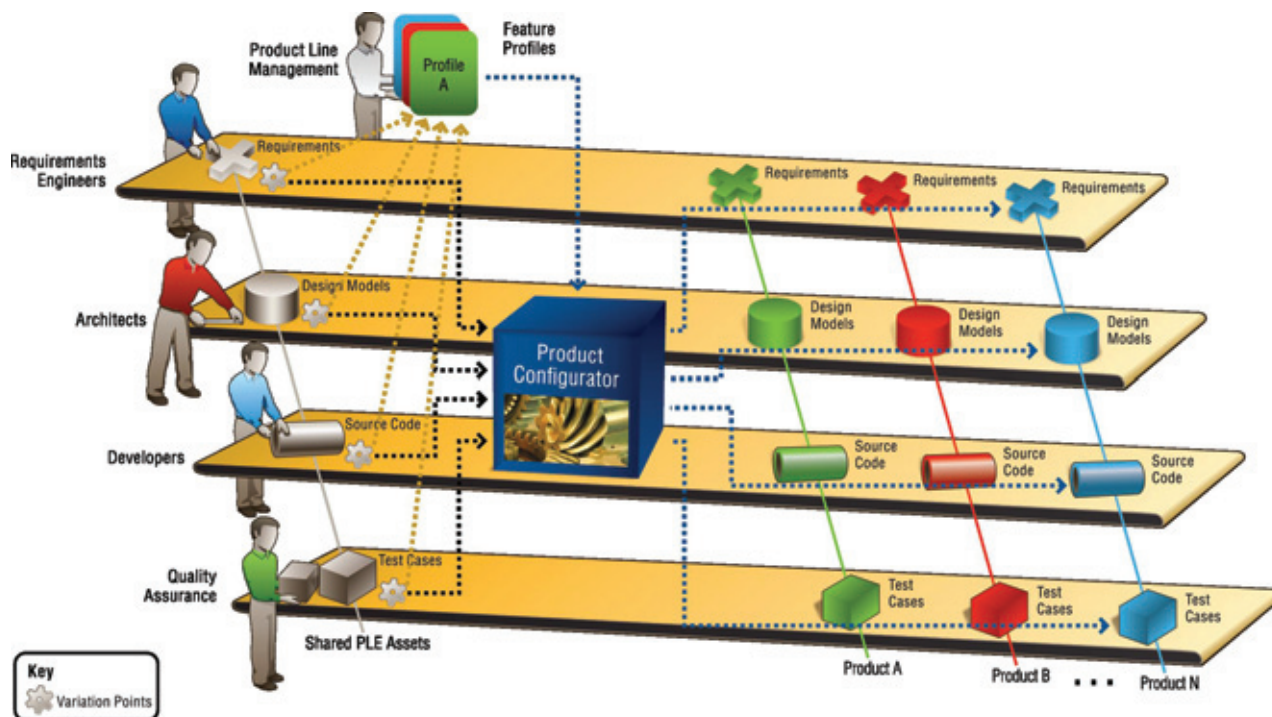 Product Line
Management
Profile
A
Feature
Profiles
Requirements
Engineers
Requirements
Requirements
Requirements
Requirements
Architects
Design Models
Product
Configurator
Design
Models
Design
Models
Design
Models
Developers
Source Code
Source
Code
Source
Code
Source
Code
Quality
Assurance
Test Cases
Test
Cases
Test
Cases
Test
Cases
Shared PLE Assets
Product A
Product B
Product N
Key
Variation Points